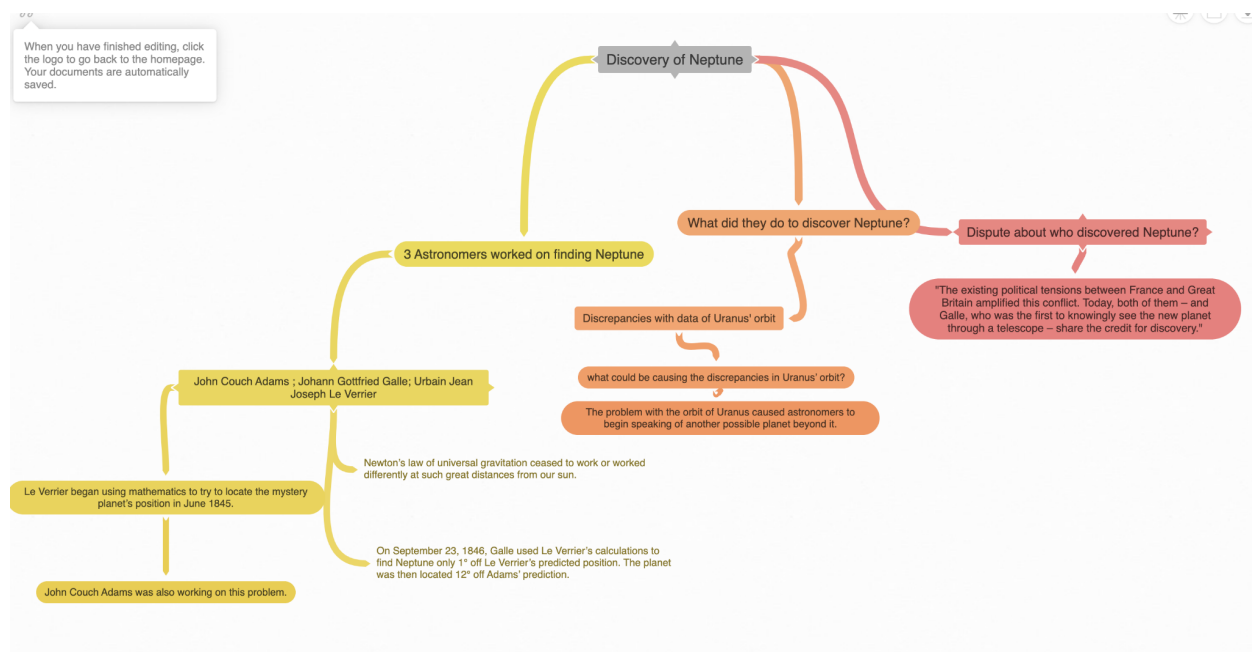 When you have finished editing, click
the logo to go back to the homepage.
Your documents are automatically
saved.
Discovery of Neptune
What did they do to discover Neptune?
Dispute about who discovered Neptune?
3 Astronomers worked on finding Neptune
"The existing political tensions between France and Great
Britain amplified this conflict. Today, both of them – and
Galle, who was the first to knowingly see the new planet
through a telescope – share the credit for discovery."
Discrepancies with data of Uranus' orbit
what could be causing the discrepancies in Uranus' orbit?
The problem with the orbit of Uranus caused astronomers to
begin speaking of another possible planet beyond it.
John Couch Adams ; Johann Gottfried Galle; Urbain Jean
Joseph Le Verrier
Newton's law of universal gravitation ceased to work or worked
differently at such great distances from our sun.
Le Verrier began using mathematics to try to locate the mystery
planet's position in June 1845.
On September 23, 1846, Galle used Le Verrier's calculations to
find Neptune only 1° off Le Verrier's predicted position. The planet
was then located 12° off Adams' prediction.
John Couch Adams was also working on this problem.